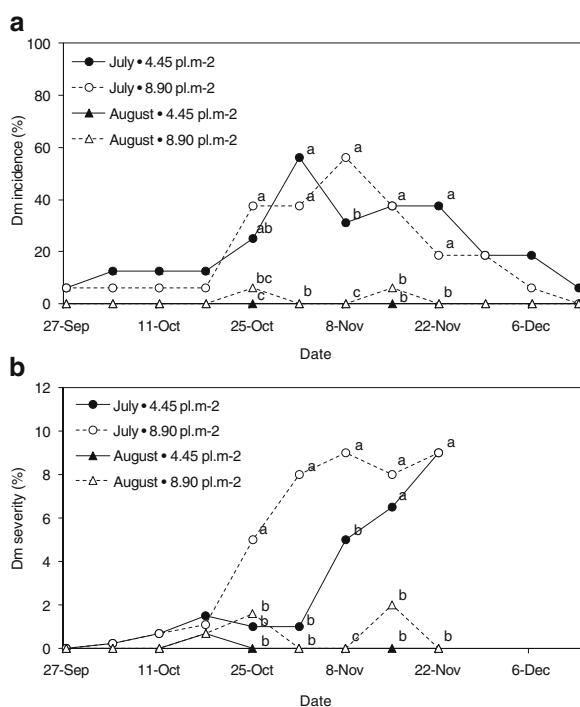 a
100
80
60
40
20
0
Dm incidence (%)
July • 4.45 pl.m-2
July • 8.90 pl.m-2
August • 4.45 pl.m-2
August • 8.90 pl.m-2
a a
a a a a
ab b a
bc b b b
c c b
27-Sep 11-Oct 25-Oct 8-Nov 22-Nov 6-Dec
Date
b
12
10
8
6
4
2
0
Dm severity (%)
July • 4.45 pl.m-2
July • 8.90 pl.m-2
August • 4.45 pl.m-2
August • 8.90 pl.m-2
a a a a
a b a
b b b
b b c b b
27-Sep 11-Oct 25-Oct 8-Nov 22-Nov 6-Dec
Date